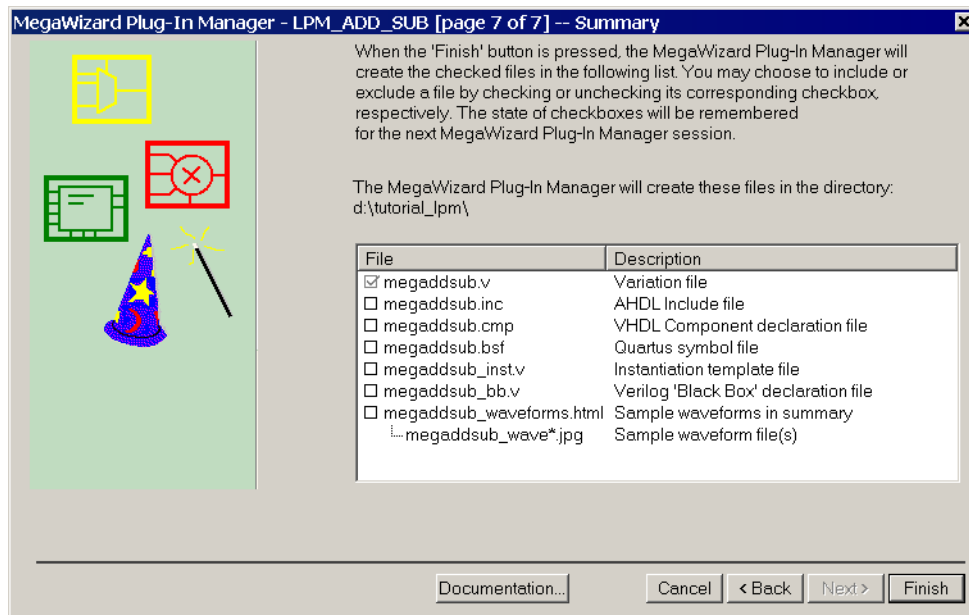 MegaWizard Plug-In Manager - LPM_ADD_SUB [page 7 of 7] -- Summary
When the 'Finish' button is pressed, the MegaWizard Plug-In Manager will
create the checked files in the following list. You may choose to include or
exclude a file by checking or unchecking its corresponding checkbox,
respectively. The state of checkboxes will be remembered
for the next MegaWizard Plug-In Manager session.
The MegaWizard Plug-In Manager will create these files in the directory:
d:\tutorial_lpm\
File Description
megaddsub.v Variation file
megaddsub.inc AHDL Include file
megaddsub.cmp VHDL Component declaration file
megaddsub.bsf Quartus symbol file
megaddsub_inst.v Instantiation template file
megaddsub_bb.v Verilog 'Black Box' declaration file
megaddsub_waveforms.html Sample waveforms in summary
megaddsub_wave*.jpg Sample waveform file(s)
Documentation... Cancel < Back Next > Finish